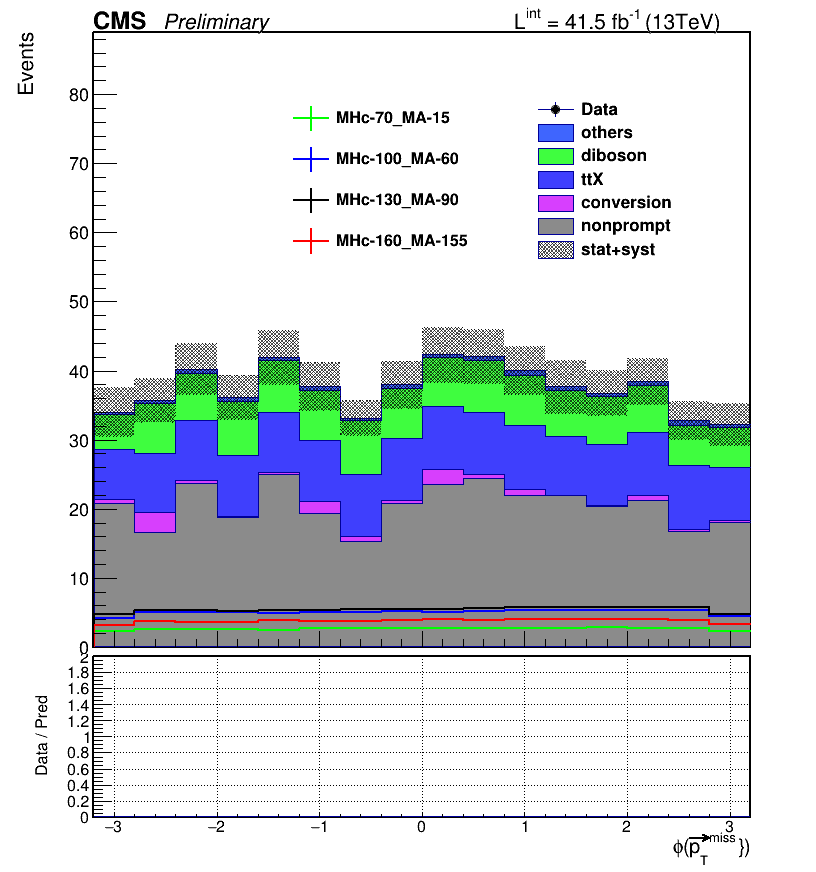 CMS Preliminary L^int = 41.5 fb^-1 (13TeV)
Events
80
70
60
50
40
30
20
10
0
MHc-70_MA-15
MHc-100_MA-60
MHc-130_MA-90
MHc-160_MA-155
Data
others
diboson
ttX
conversion
nonprompt
stat+syst
Data / Pred
2
1.8
1.6
1.4
1.2
1
0.8
0.6
0.4
0.2
0
−3 −2 −1 0 1 2 3
ϕ(p⃗_T^miss})